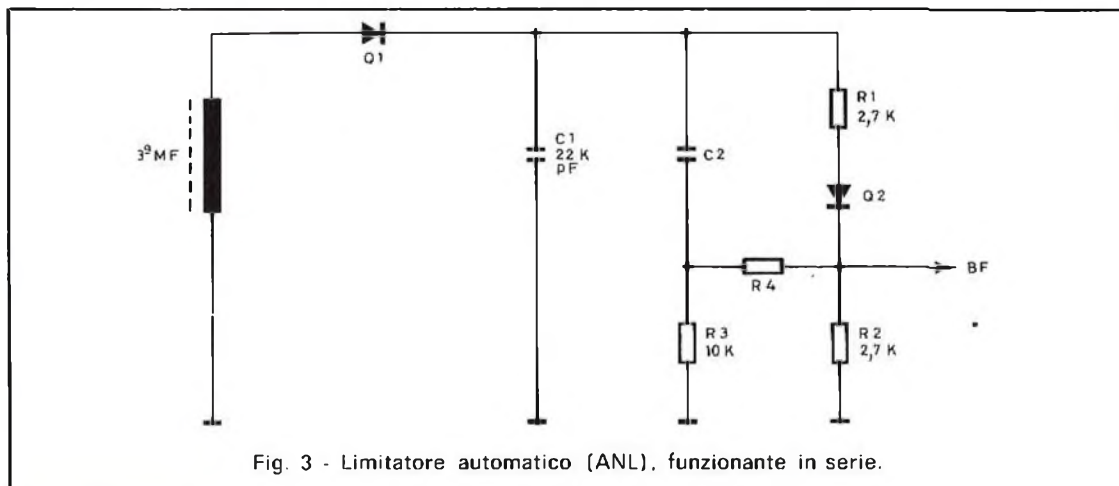 Q1
3ª MF
C1
22 K
pF
C2
R1
2,7 K
Q2
BF
R4
R3
10 K
R2
2,7 K
Fig. 3 - Limitatore automatico (ANL), funzionante in serie.